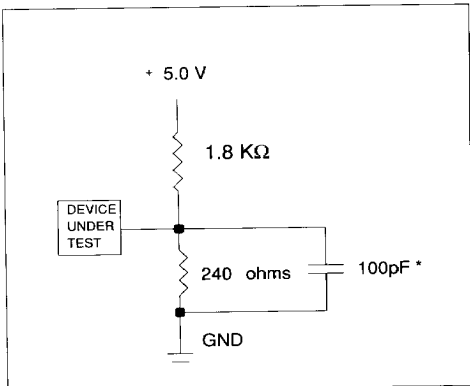 + 5.0 V
1.8 KΩ
DEVICE
UNDER
TEST
240 ohms
100pF *
GND